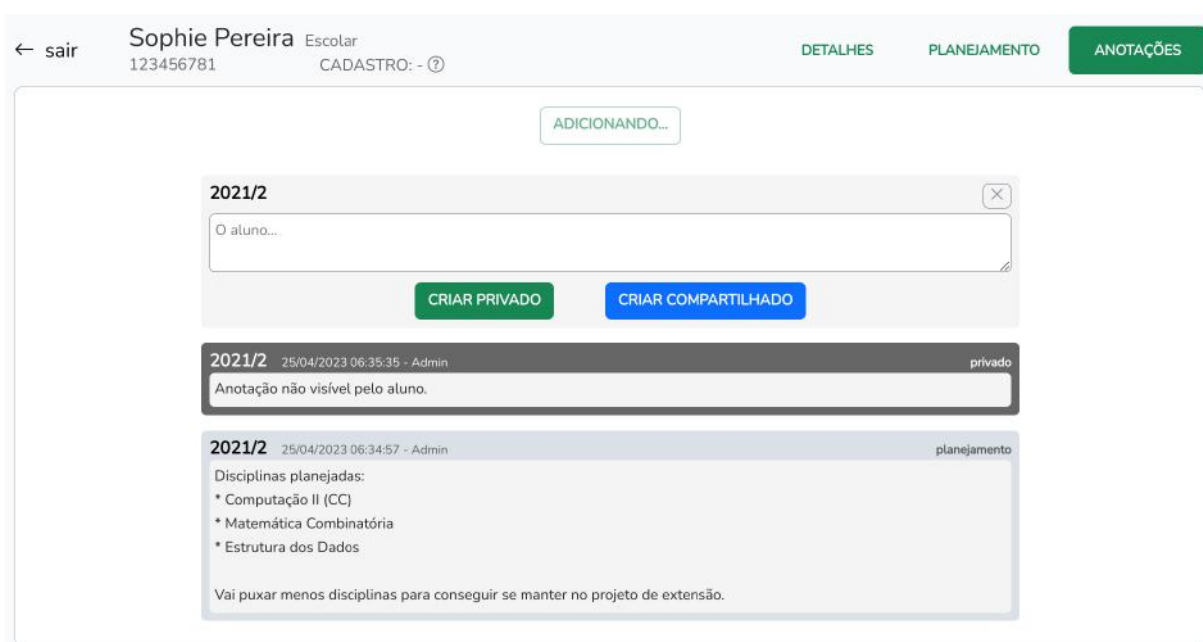 ← sair
Sophie Pereira Escolar
123456781 CADASTRO: - ?
DETALHES PLANEJAMENTO ANOTAÇÕES
ADICIONANDO...
2021/2
O aluno...
CRIAR PRIVADO CRIAR COMPARTILHADO
2021/2 25/04/2023 06:35:35 - Admin privado
Anotação não visível pelo aluno.
2021/2 25/04/2023 06:34:57 - Admin planejamento
Disciplinas planejadas:
* Computação II (CC)
* Matemática Combinatória
* Estrutura dos Dados
Vai puxar menos disciplinas para conseguir se manter no projeto de extensão.